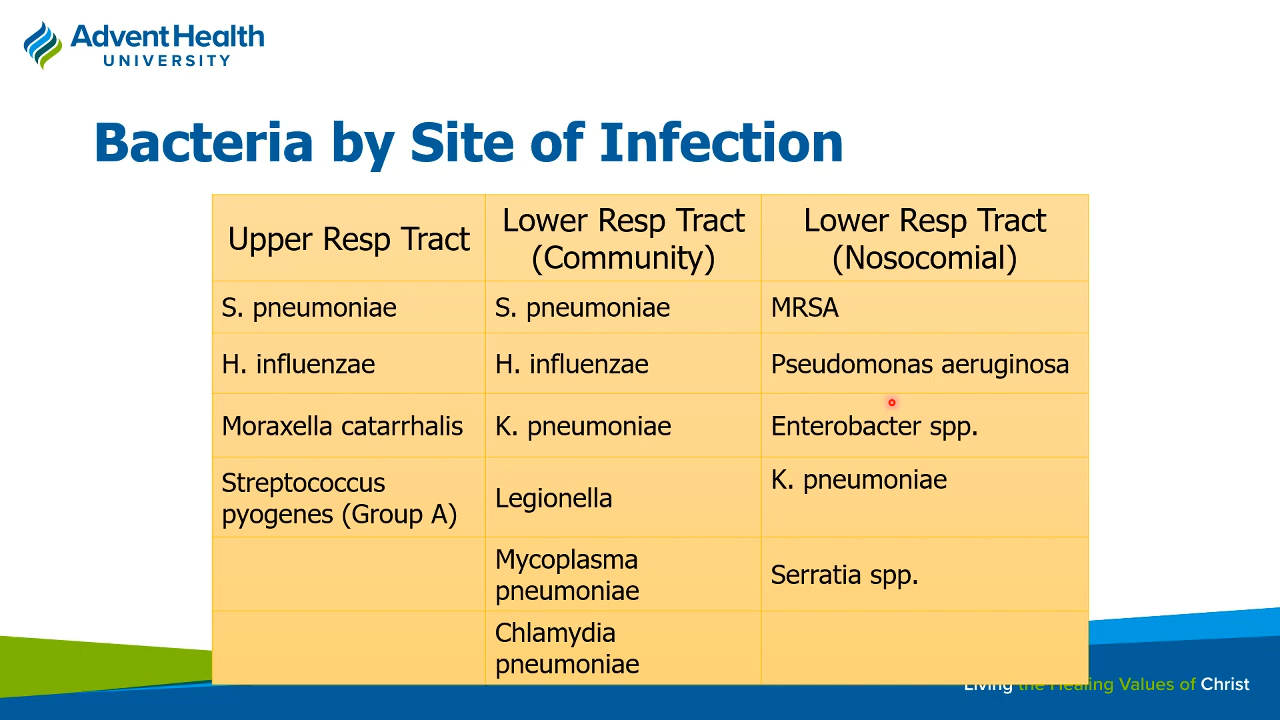 AdventHealth
UNIVERSITY
Bacteria by Site of Infection
Upper Resp Tract
Lower Resp Tract
(Community)
Lower Resp Tract
(Nosocomial)
S. pneumoniae
S. pneumoniae
MRSA
H. influenzae
H. influenzae
Pseudomonas aeruginosa
Moraxella catarrhalis
K. pneumoniae
Enterobacter spp.
Streptococcus
pyogenes (Group A)
Legionella
K. pneumoniae
Mycoplasma
pneumoniae
Serratia spp.
Chlamydia
pneumoniae
Living the Healing Values of Christ